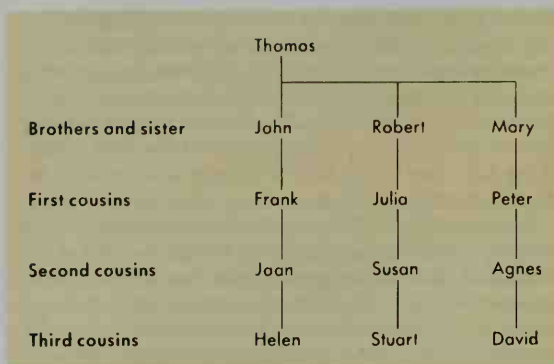 Thomas
Brothers and sister John Robert Mary
First cousins Frank Julia Peter
Second cousins Joan Susan Agnes
Third cousins Helen Stuart David